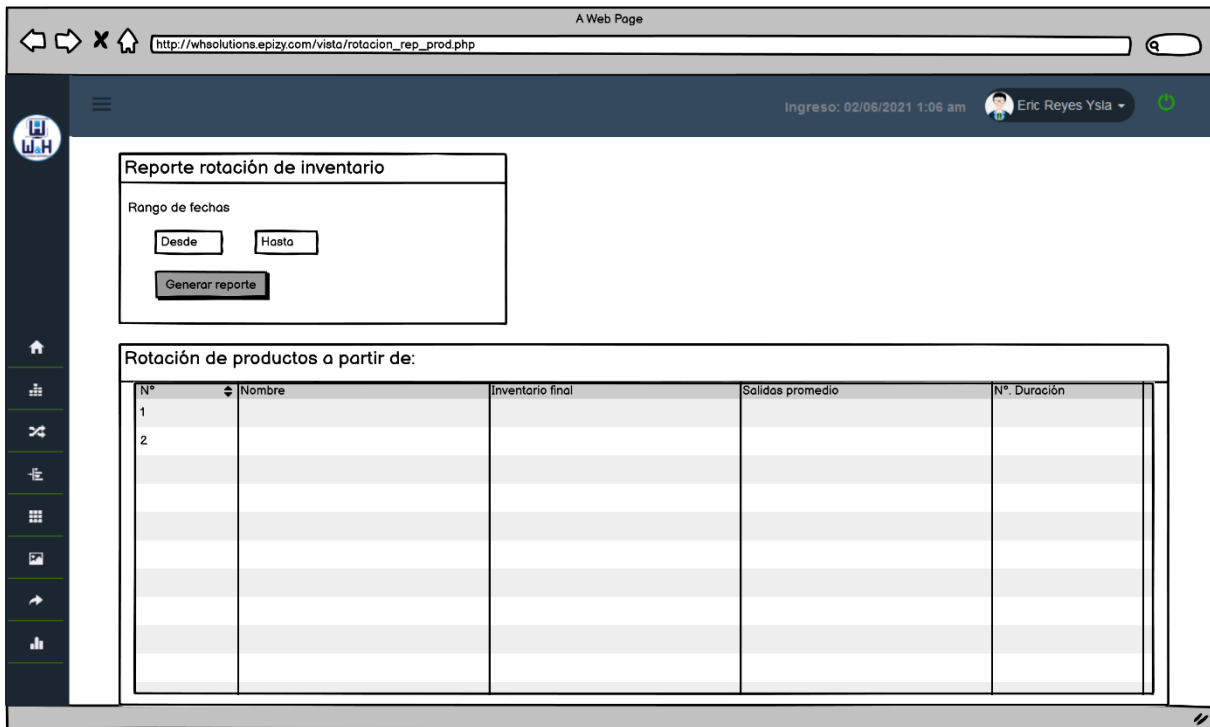 A Web Page
http://whsolutions.epizy.com/vista/rotacion_rep_prod.php
Ingreso: 02/06/2021 1:06 am Eric Reyes Ysla
W&H
Reporte rotación de inventario
Rango de fechas
Desde Hasta
Generar reporte
Rotación de productos a partir de:
N° Nombre Inventario final Salidas promedio N°. Duración
1
2